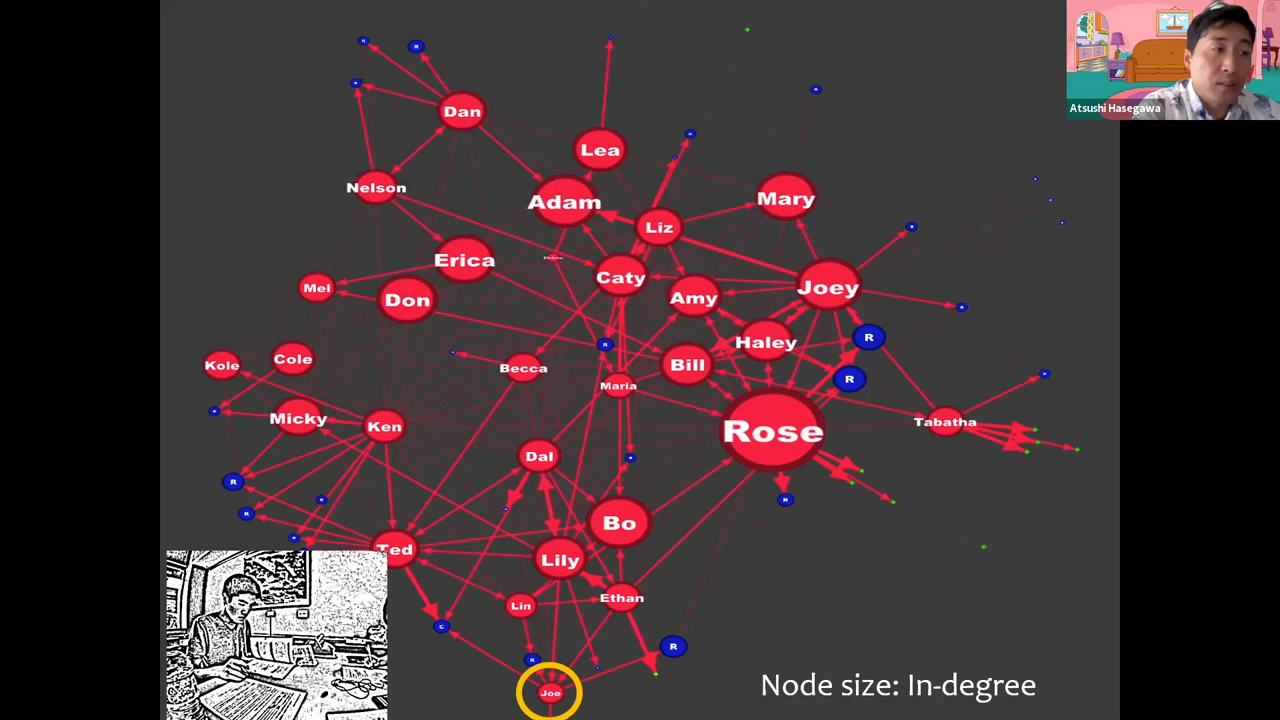 Atsushi Hasegawa
R
R
Dan
Lea
Nelson
Adam
Mary
Liz
Erica
Caty
Mel
Don
Amy
Joey
R
Haley
R
Kole
Cole
Becca
Maria
Bill
R
Micky
Ken
Rose
Tabatha
Dal
R
R
R
R
Bo
Ted
Lily
Lin
Ethan
C
R
R
Joe
Node size: In-degree